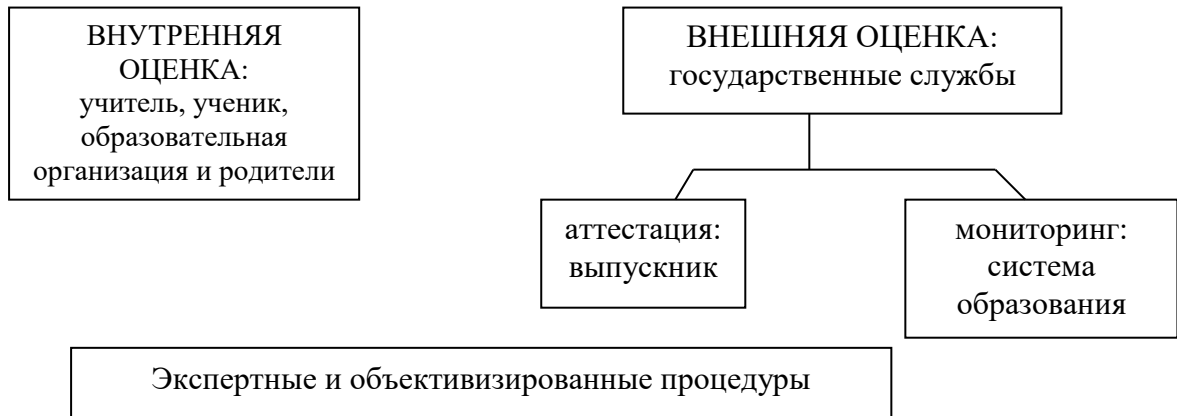 ВНУТРЕННЯЯ
ОЦЕНКА:
учитель, ученик,
образовательная
организация и родители
ВНЕШНЯЯ ОЦЕНКА:
государственные службы
аттестация:
выпускник
мониторинг:
система
образования
Экспертные и объективизированные процедуры